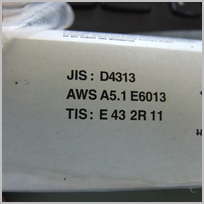 JIS : D4313
AWS A5.1 E6013
TIS : E 43 2R 11